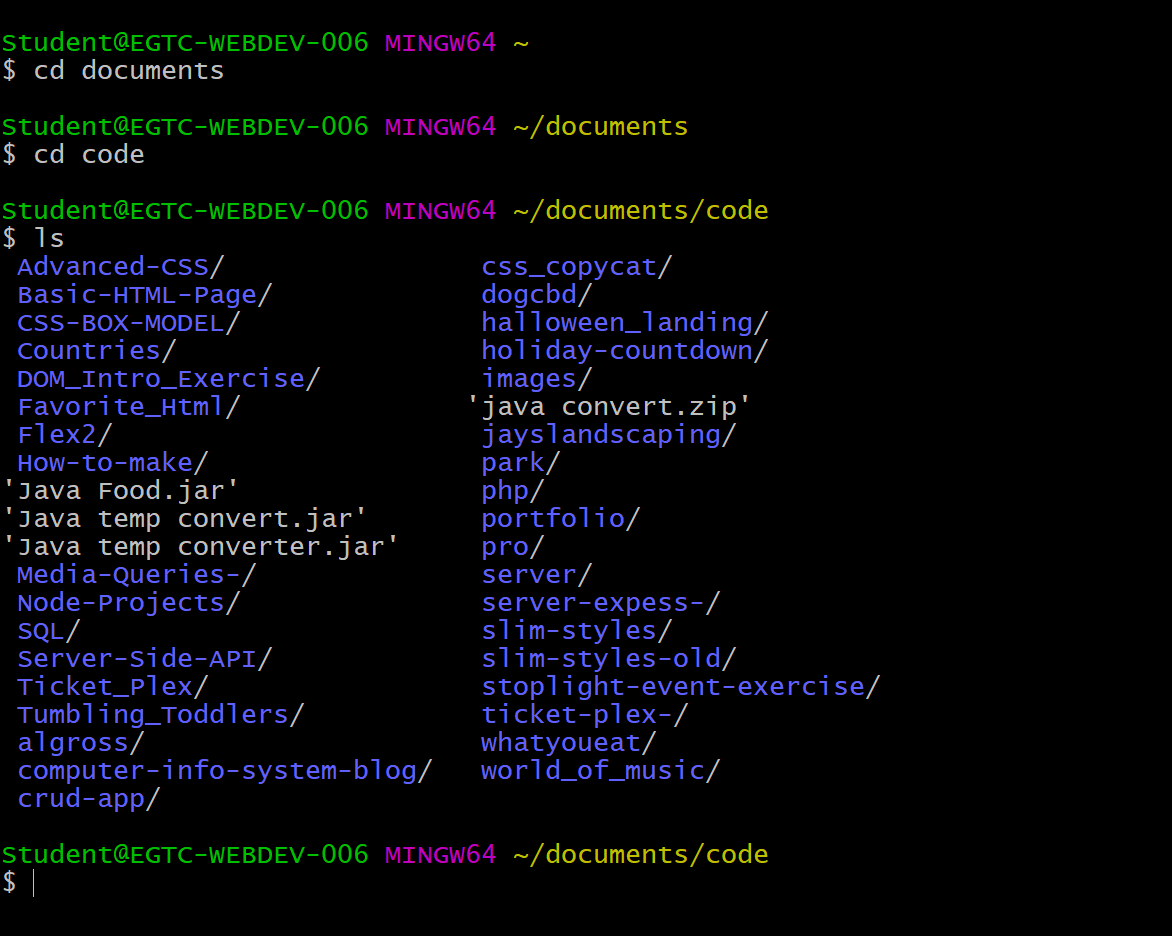 Student@EGTC-WEBDEV-006 MINGW64 ~
$ cd documents

Student@EGTC-WEBDEV-006 MINGW64 ~/documents
$ cd code

Student@EGTC-WEBDEV-006 MINGW64 ~/documents/code
$ ls
 Advanced-CSS/                css_copycat/
 Basic-HTML-Page/             dogcbd/
 CSS-BOX-MODEL/               halloween_landing/
 Countries/                   holiday-countdown/
 DOM_Intro_Exercise/          images/
 Favorite_Html/              'java convert.zip'
 Flex2/                       jayslandscaping/
 How-to-make/                 park/
'Java Food.jar'               php/
'Java temp convert.jar'       portfolio/
'Java temp converter.jar'     pro/
 Media-Queries-/              server/
 Node-Projects/               server-expess-/
 SQL/                         slim-styles/
 Server-Side-API/             slim-styles-old/
 Ticket_Plex/                 stoplight-event-exercise/
 Tumbling_Toddlers/           ticket-plex-/
 algross/                     whatyoueat/
 computer-info-system-blog/   world_of_music/
 crud-app/

Student@EGTC-WEBDEV-006 MINGW64 ~/documents/code
$